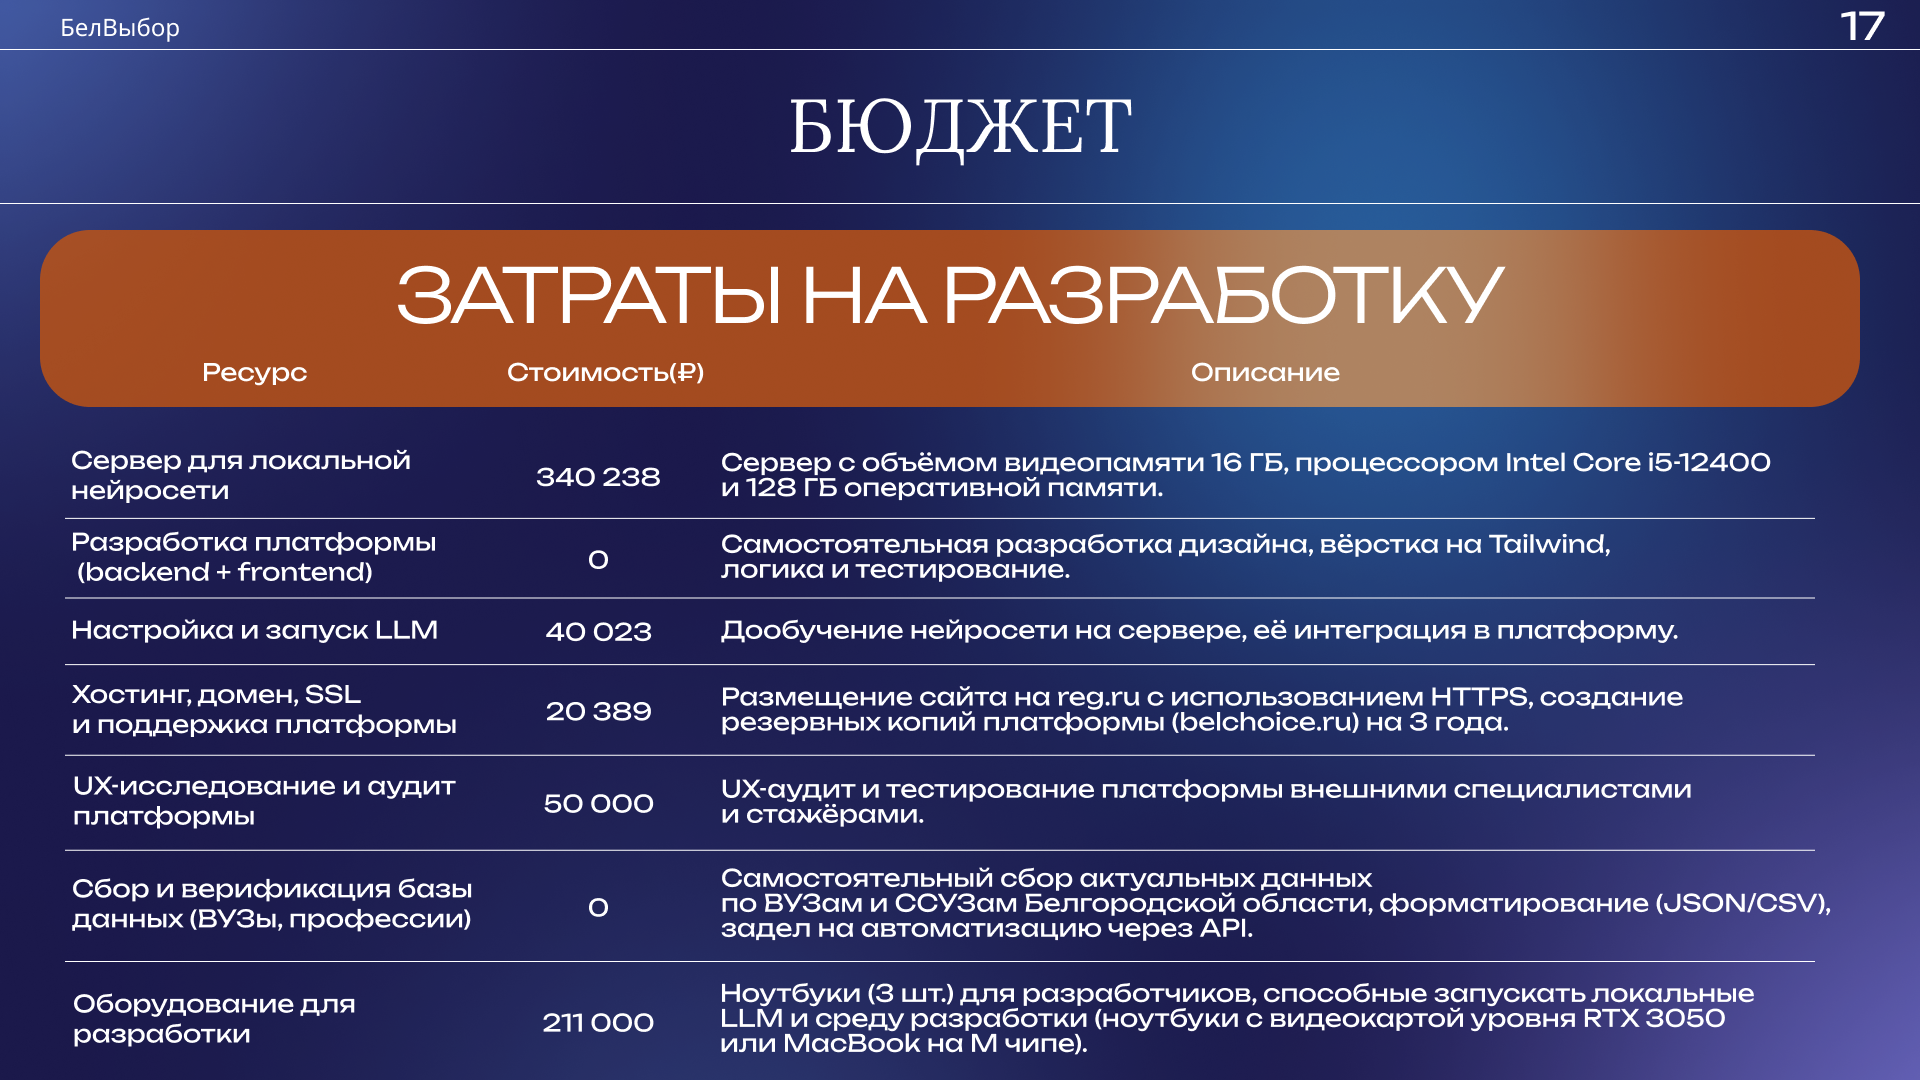 БелВыбор
17
БЮДЖЕТ
ЗАТРАТЫ НА РАЗРАБОТКУ
Ресурс
Стоимость(₽)
Описание
Сервер для локальной
нейросети
340 238
Сервер с объёмом видеопамяти 16 ГБ, процессором Intel Core i5-12400
и 128 ГБ оперативной памяти.
Разработка платформы
(backend + frontend)
0
Самостоятельная разработка дизайна, вёрстка на Tailwind,
логика и тестирование.
Настройка и запуск LLM
40 023
Дообучение нейросети на сервере, её интеграция в платформу.
Хостинг, домен, SSL
и поддержка платформы
20 389
Размещение сайта на reg.ru с использованием HTTPS, создание
резервных копий платформы (belchoice.ru) на 3 года.
UX-исследование и аудит
платформы
50 000
UX-аудит и тестирование платформы внешними специалистами
и стажёрами.
Сбор и верификация базы
данных (ВУЗы, профессии)
0
Самостоятельный сбор актуальных данных
по ВУЗам и ССУЗам Белгородской области, форматирование (JSON/CSV),
задел на автоматизацию через API.
Оборудование для
разработки
211 000
Ноутбуки (3 шт.) для разработчиков, способные запускать локальные
LLM и среду разработки (ноутбуки с видеокартой уровня RTX 3050
или MacBook на M чипе).